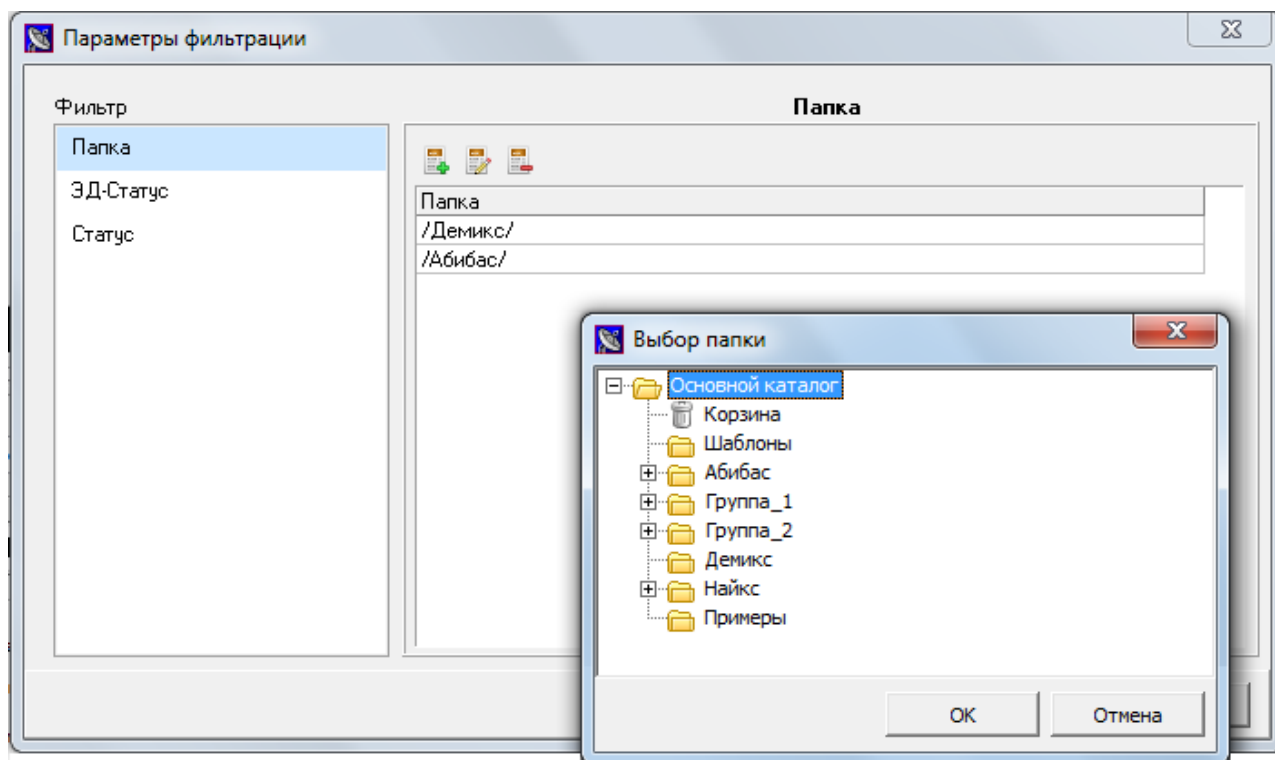 Параметры фильтрации
Фильтр
Папка
Папка
ЭД-Статус
Статус
Папка
/Демикс/
/Абибас/
Выбор папки
Основной каталог
Корзина
Шаблоны
Абибас
Группа_1
Группа_2
Демикс
Найкс
Примеры
OK
Отмена